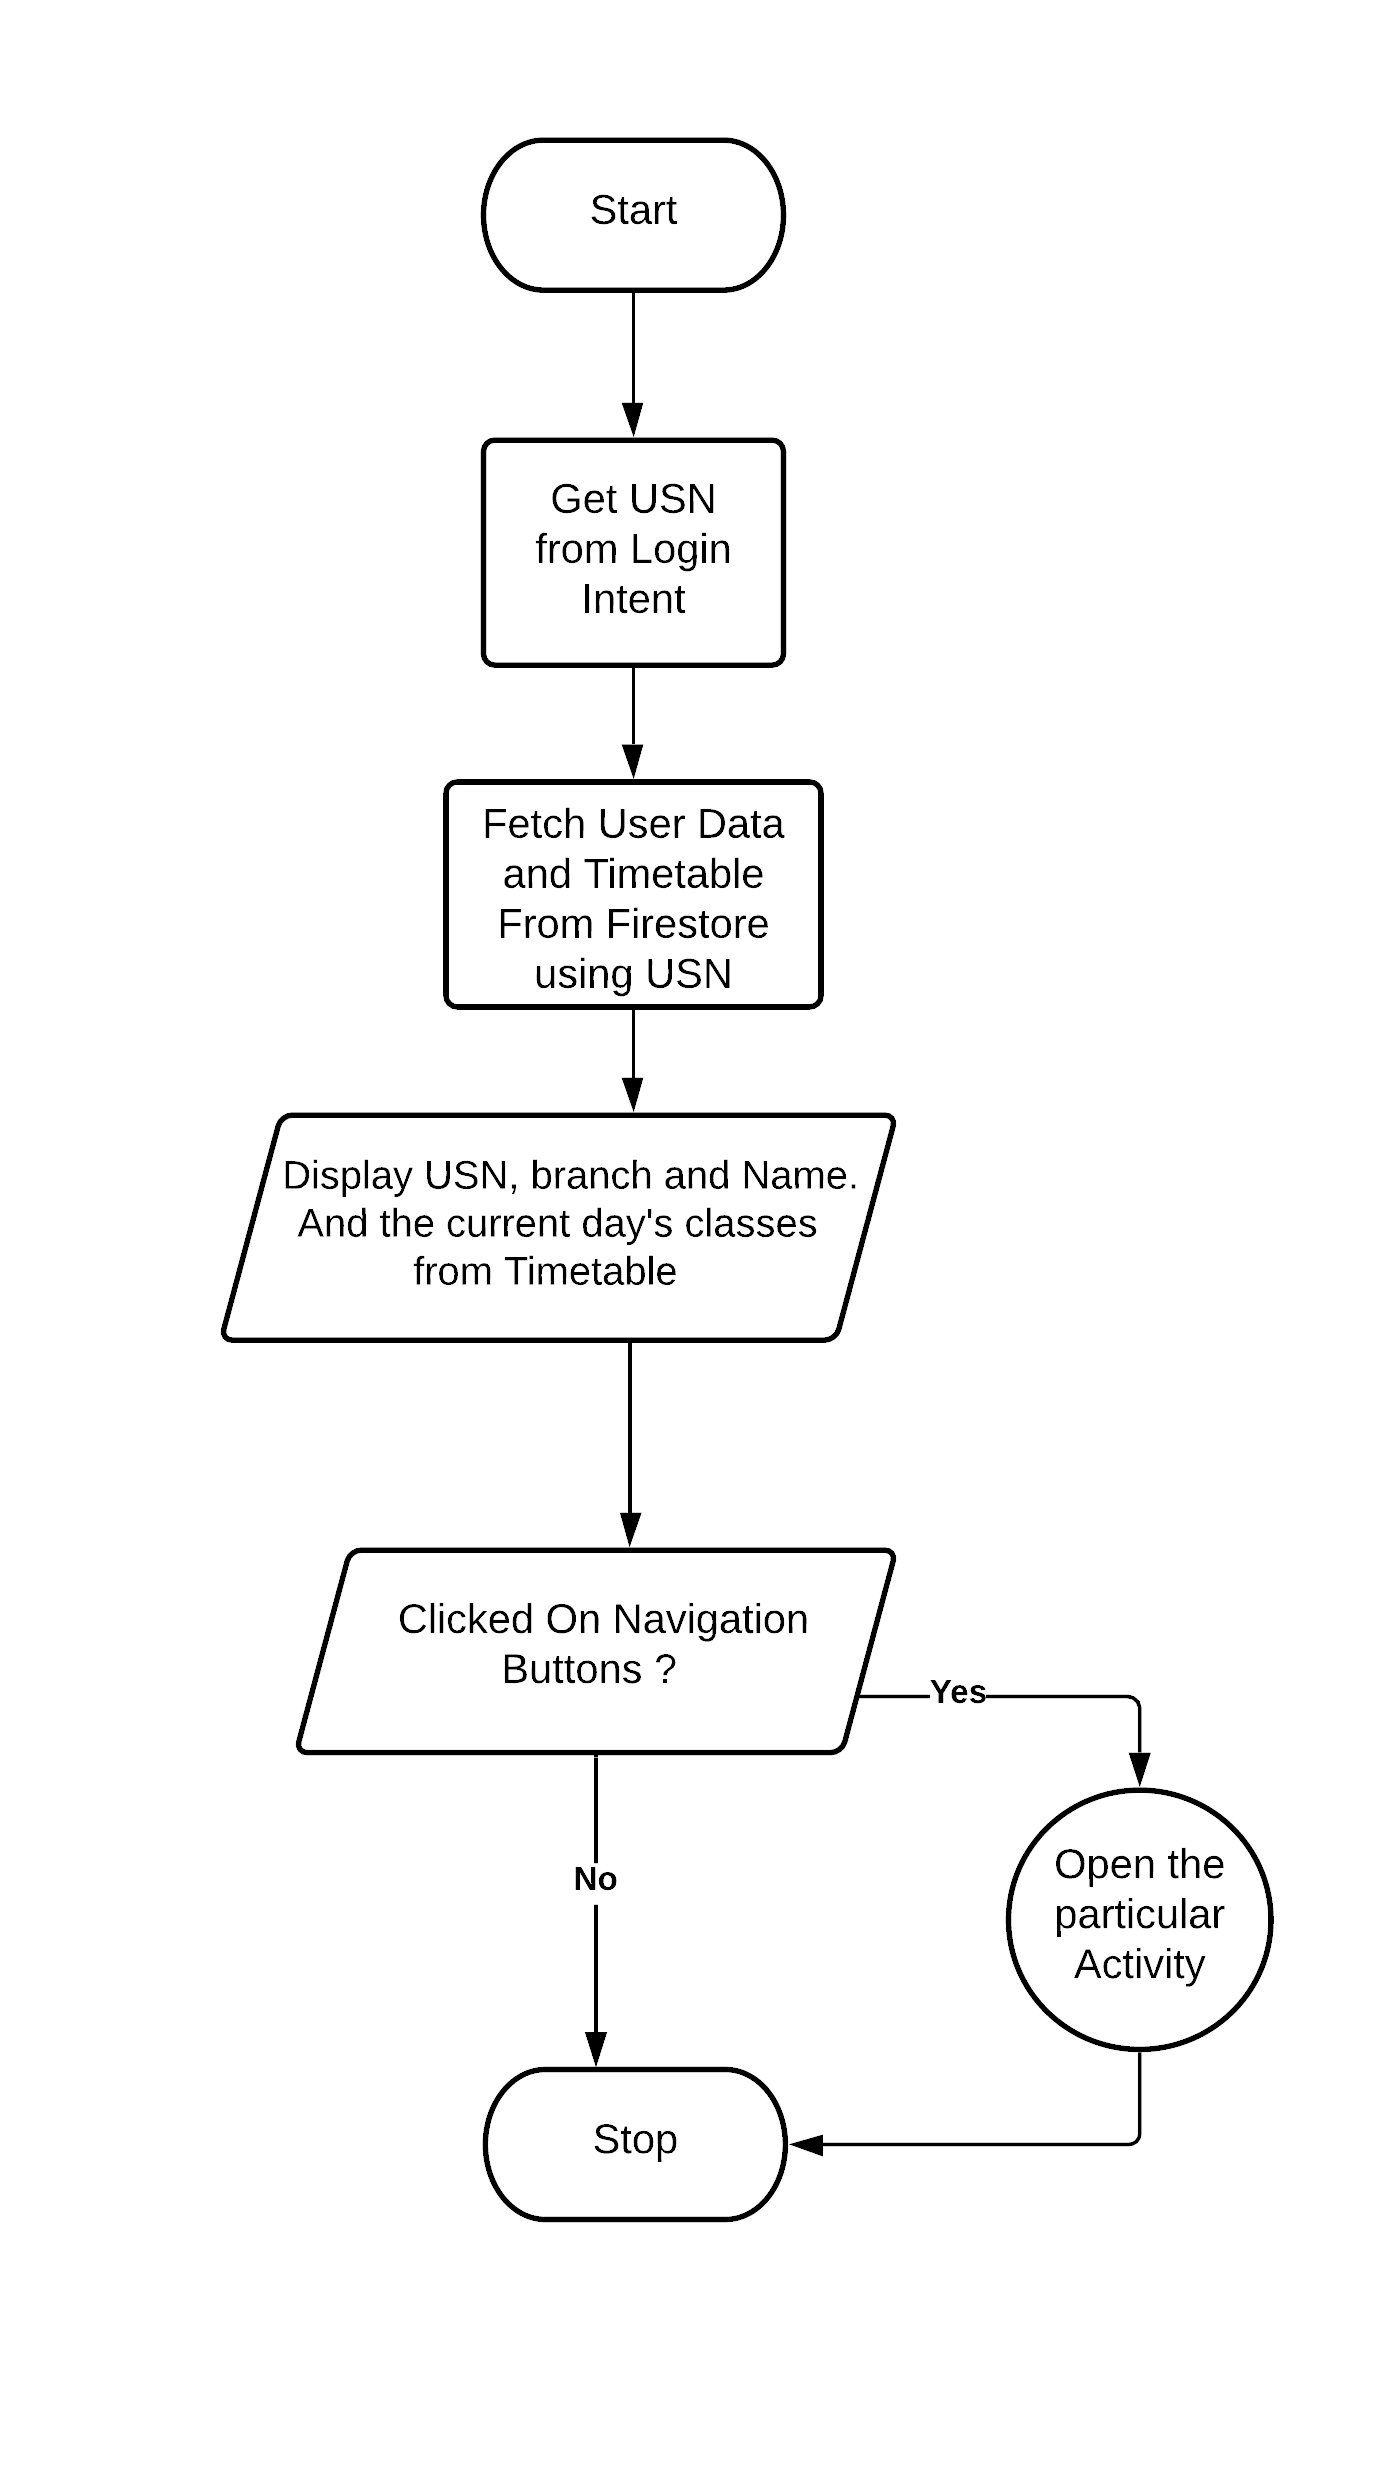 Start
Get USN
from Login
Intent
Fetch User Data
and Timetable
From Firestore
using USN
Display USN, branch and Name.
And the current day's classes
from Timetable
Clicked On Navigation
Buttons ?
Yes
No
Open the
particular
Activity
Stop